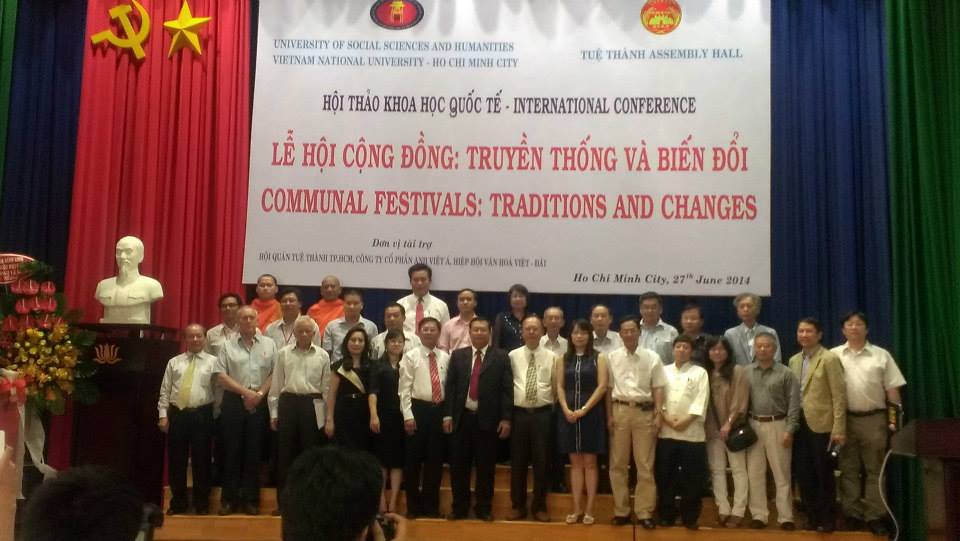 UNIVERSITY OF SOCIAL SCIENCES AND HUMANITIES
VIETNAM NATIONAL UNIVERSITY - HO CHI MINH CITY
TUỆ THÀNH ASSEMBLY HALL
HỘI THẢO KHOA HỌC QUỐC TẾ - INTERNATIONAL CONFERENCE
LỄ HỘI CỘNG ĐỒNG: TRUYỀN THỐNG VÀ BIẾN ĐỔI
COMMUNAL FESTIVALS: TRADITIONS AND CHANGES
Đơn vị tài trợ
HỘI QUÁN TUỆ THÀNH TP.HCM, CÔNG TY CỔ PHẦN ANH VIỆT Á, HIỆP HỘI VĂN HOÁ VIỆT - ĐÀI
Ho Chi Minh City, 27th June 2014